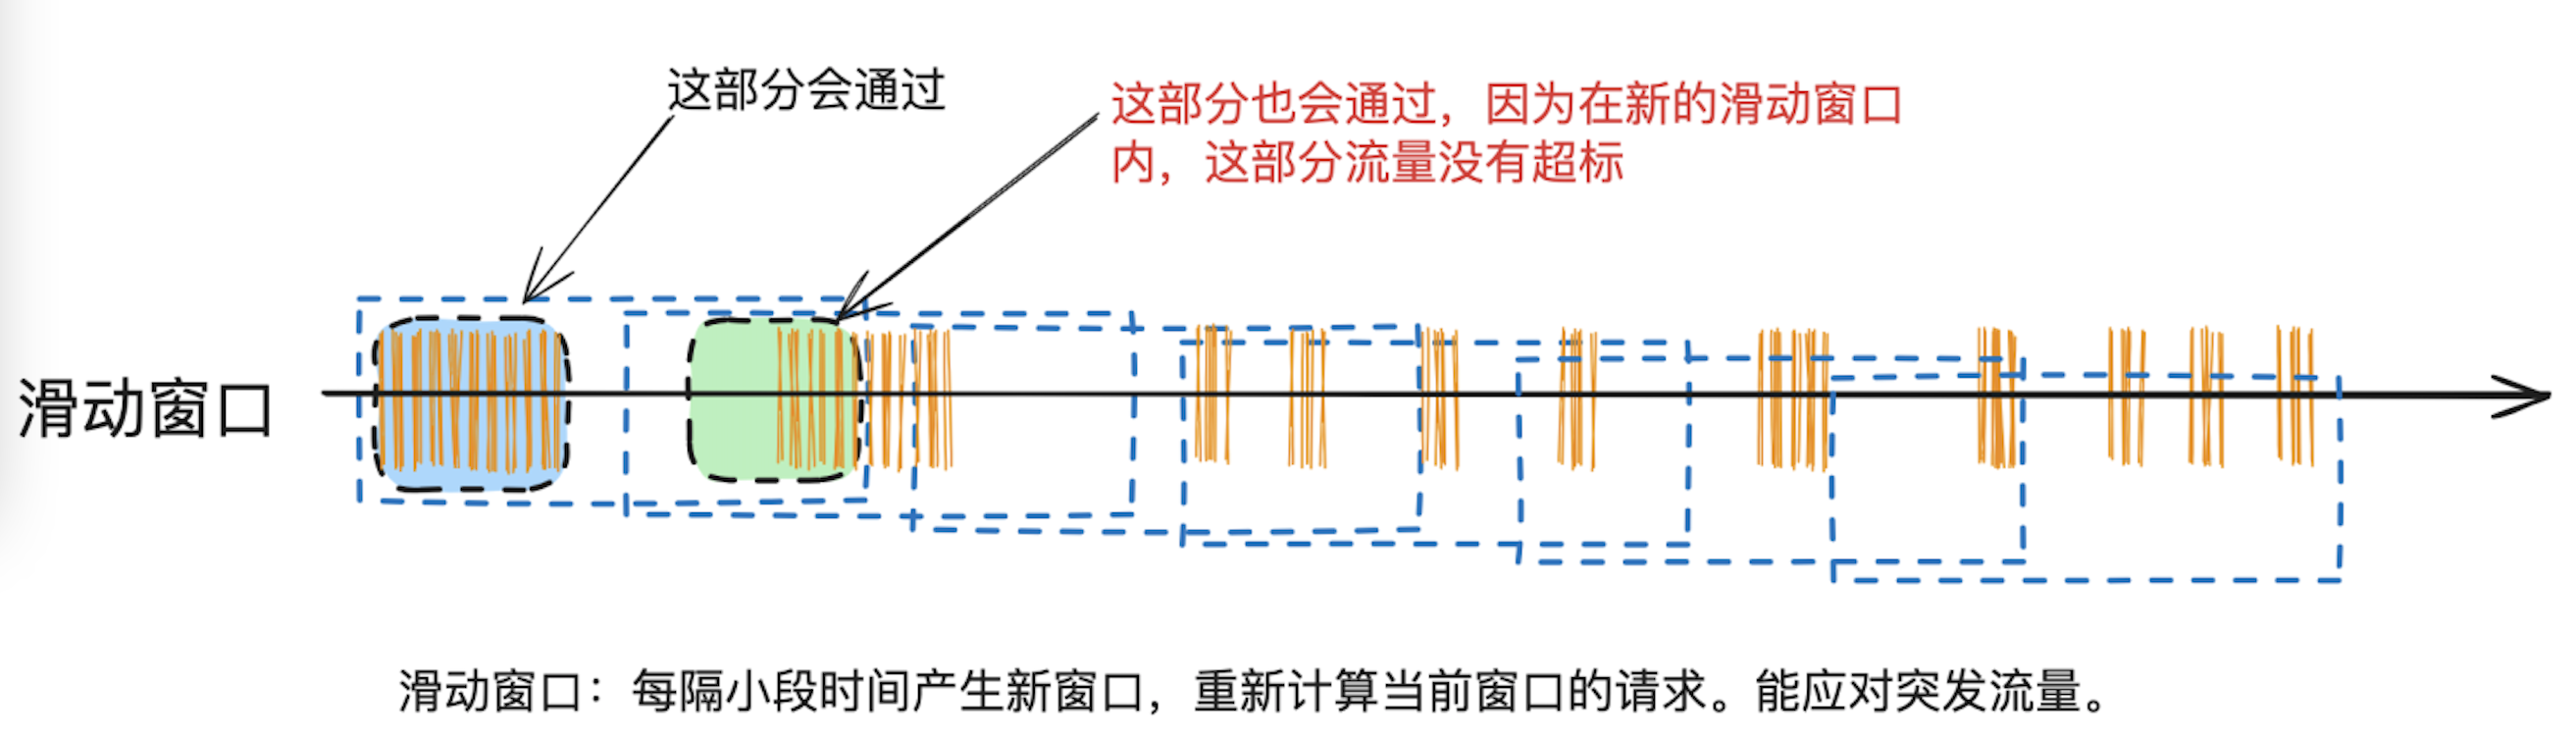 这部分会通过
这部分也会通过，因为在新的滑动窗口
内，这部分流量没有超标
滑动窗口
滑动窗口：每隔小段时间产生新窗口，重新计算当前窗口的请求。能应对突发流量。